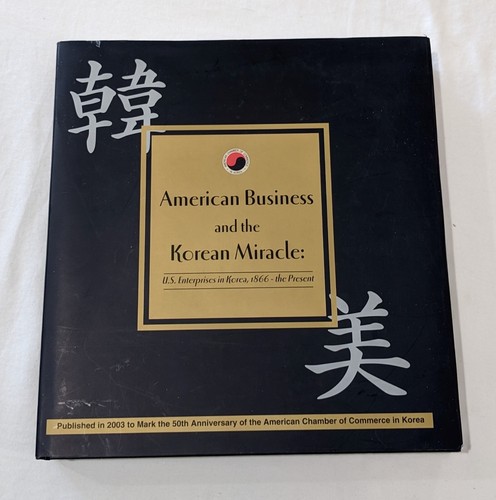 韓
American Business
and the
Korean Miracle:
U.S. Enterprises in Korea, 1866 - the Present
美
Published in 2003 to Mark the 50th Anniversary of the American Chamber of Commerce in Korea